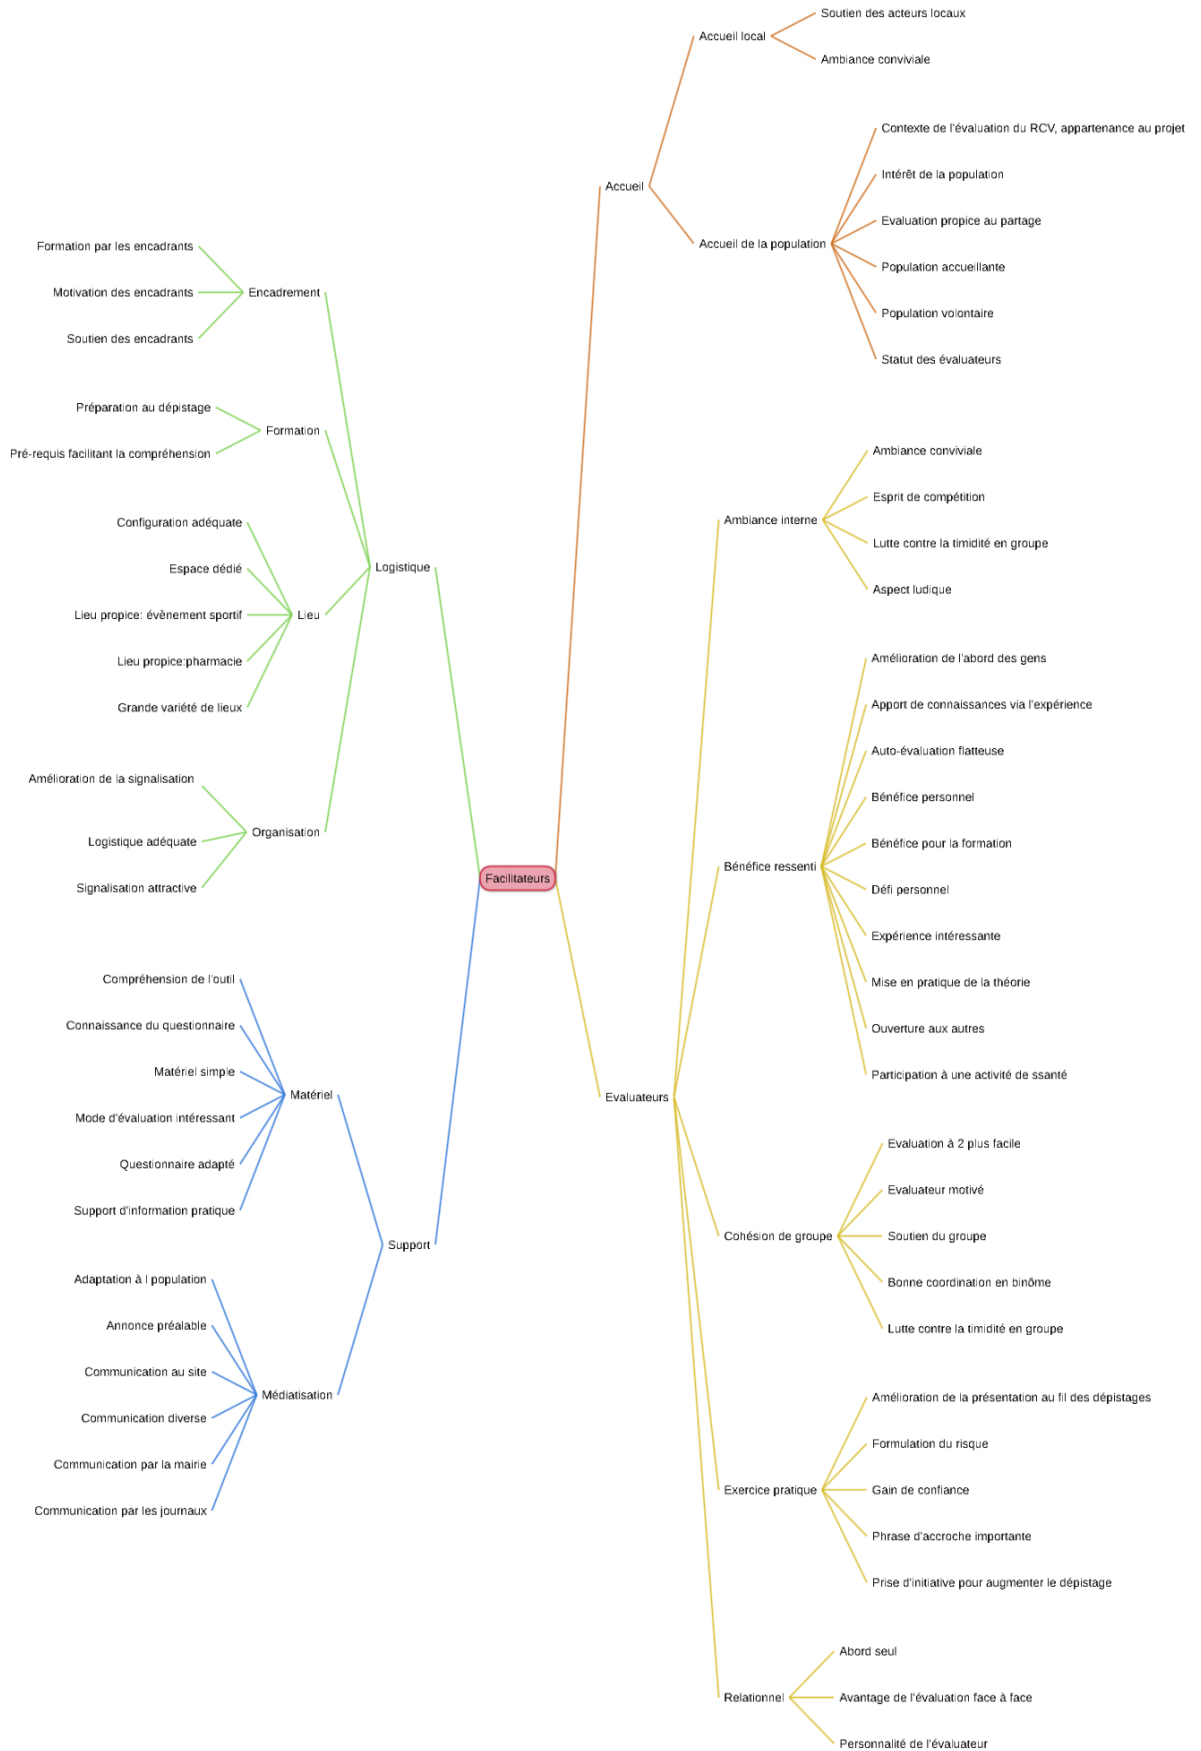 Facilitateurs
Accueil
Accueil local
Soutien des acteurs locaux
Ambiance conviviale
Accueil de la population
Contexte de l'évaluation du RCV, appartenance au projet
Intérêt de la population
Evaluation propice au partage
Population accueillante
Population volontaire
Statut des évaluateurs
Evaluateurs
Ambiance interne
Ambiance conviviale
Esprit de compétition
Lutte contre la timidité en groupe
Aspect ludique
Bénéfice ressenti
Amélioration de l'abord des gens
Apport de connaissances via l'expérience
Auto-évaluation flatteuse
Bénéfice personnel
Bénéfice pour la formation
Défi personnel
Expérience intéressante
Mise en pratique de la théorie
Ouverture aux autres
Participation à une activité de ssanté
Cohésion de groupe
Evaluation à 2 plus facile
Evaluateur motivé
Soutien du groupe
Bonne coordination en binôme
Lutte contre la timidité en groupe
Exercice pratique
Amélioration de la présentation au fil des dépistages
Formulation du risque
Gain de confiance
Phrase d'accroche importante
Prise d'initiative pour augmenter le dépistage
Relationnel
Abord seul
Avantage de l'évaluation face à face
Personnalité de l'évaluateur
Logistique
Encadrement
Formation par les encadrants
Motivation des encadrants
Soutien des encadrants
Formation
Préparation au dépistage
Pré-requis facilitant la compréhension
Lieu
Configuration adéquate
Espace dédié
Lieu propice: évènement sportif
Lieu propice:pharmacie
Grande variété de lieux
Organisation
Amélioration de la signalisation
Logistique adéquate
Signalisation attractive
Support
Matériel
Compréhension de l'outil
Connaissance du questionnaire
Matériel simple
Mode d'évaluation intéressant
Questionnaire adapté
Support d'information pratique
Médiatisation
Adaptation à l population
Annonce préalable
Communication au site
Communication diverse
Communication par la mairie
Communication par les journaux